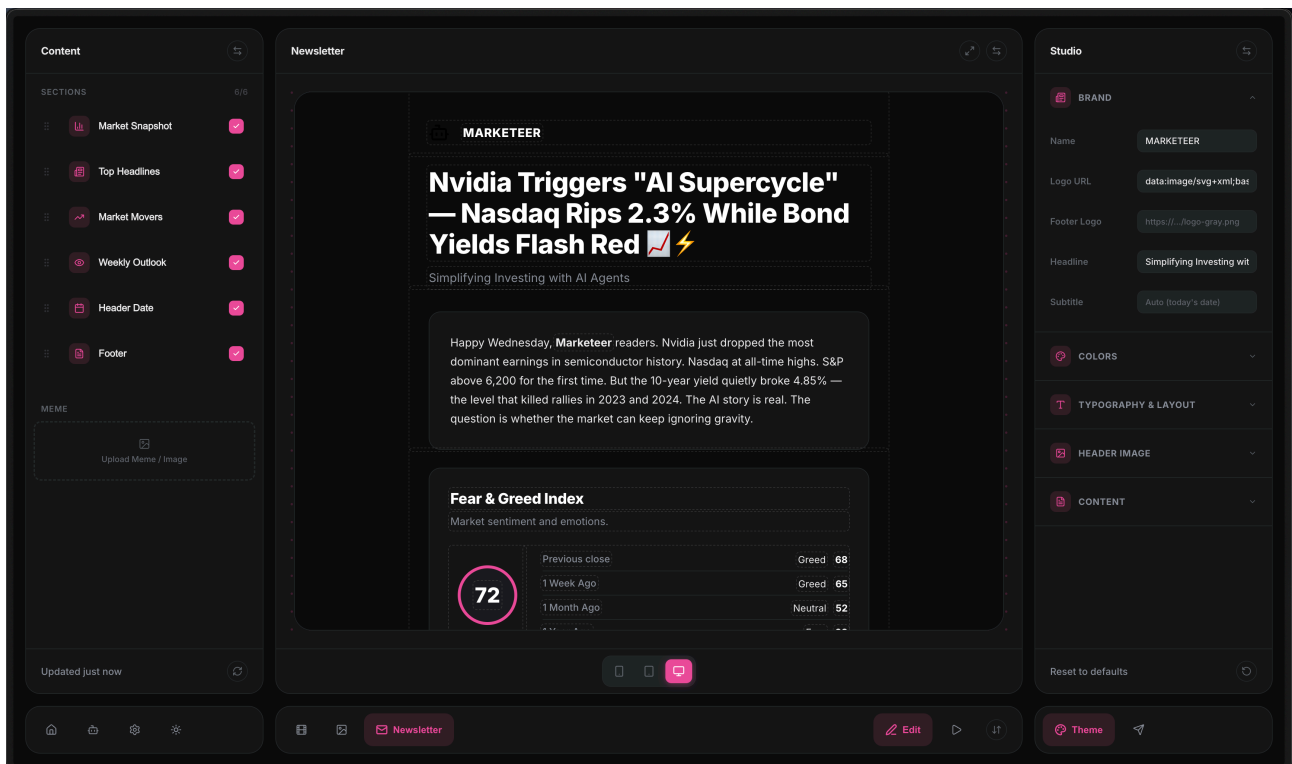 Content
SECTIONS 6/6
Market Snapshot
Top Headlines
Market Movers
Weekly Outlook
Header Date
Footer
MEME
Upload Meme / Image
Updated just now
Newsletter
MARKETEER
Nvidia Triggers "AI Supercycle"
— Nasdaq Rips 2.3% While Bond
Yields Flash Red 📈⚡
Simplifying Investing with AI Agents
Happy Wednesday, Marketeer readers. Nvidia just dropped the most
dominant earnings in semiconductor history. Nasdaq at all-time highs. S&P
above 6,200 for the first time. But the 10-year yield quietly broke 4.85% —
the level that killed rallies in 2023 and 2024. The AI story is real. The
question is whether the market can keep ignoring gravity.
Fear & Greed Index
Market sentiment and emotions.
72
Previous close Greed 68
1 Week Ago Greed 65
1 Month Ago Neutral 52
Studio
BRAND
Name MARKETEER
Logo URL data:image/svg+xml;bas
Footer Logo https://.../logo-gray.png
Headline Simplifying Investing wit
Subtitle Auto (today's date)
COLORS
TYPOGRAPHY & LAYOUT
HEADER IMAGE
CONTENT
Reset to defaults
Newsletter
Edit
Theme